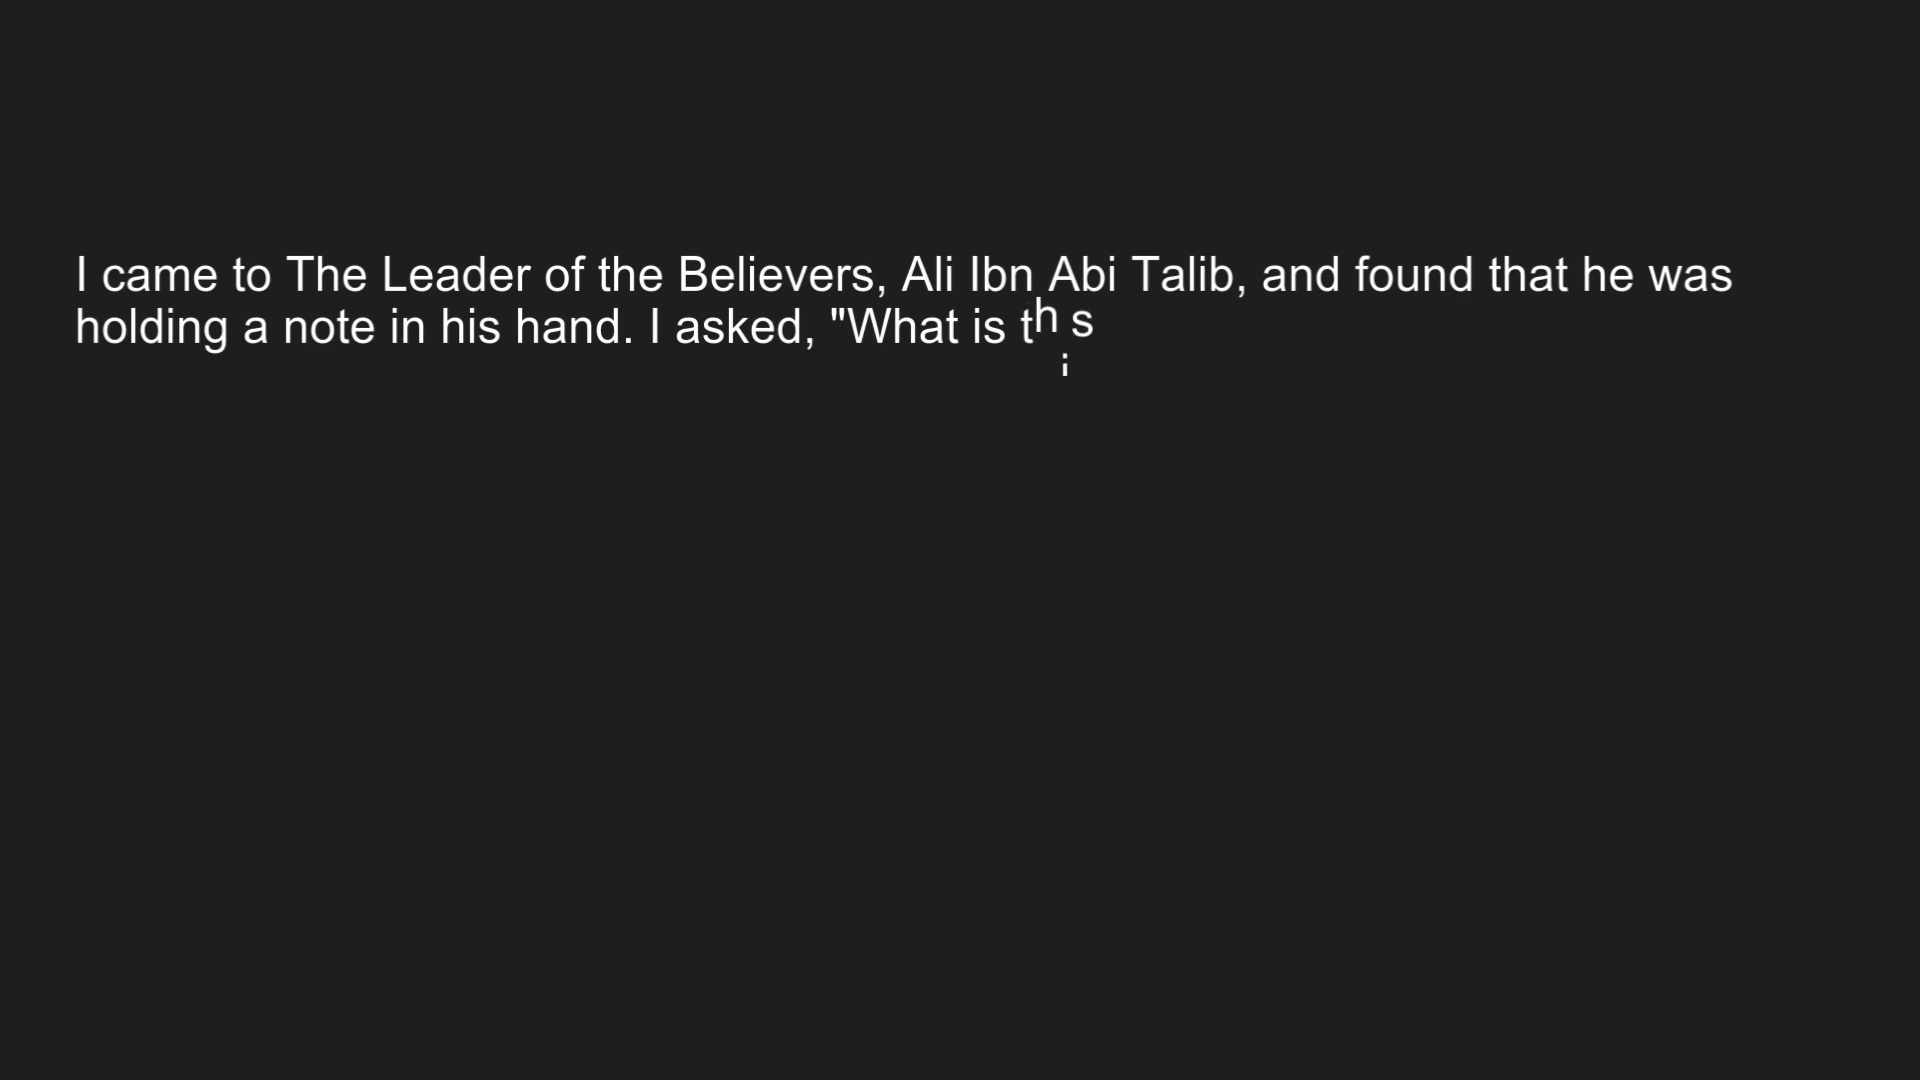 I came to The Leader of the Believers, Ali Ibn Abi Talib, and found that he was
holding a note in his hand. I asked, "What is this